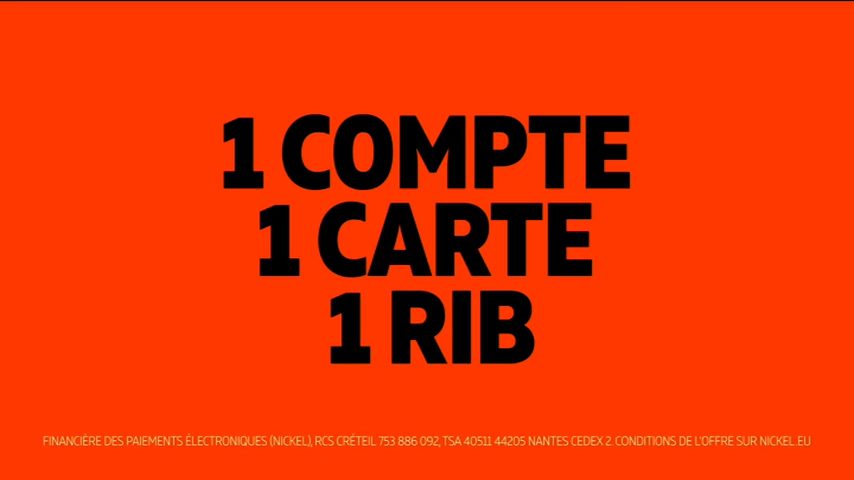 1 COMPTE
1 CARTE
1 RIB
FINANCIÈRE DES PAIEMENTS ÉLECTRONIQUES (NICKEL), RCS CRÉTEIL 753 886 092, TSA 40511 44205 NANTES CEDEX 2. CONDITIONS DE L'OFFRE SUR NICKEL.EU